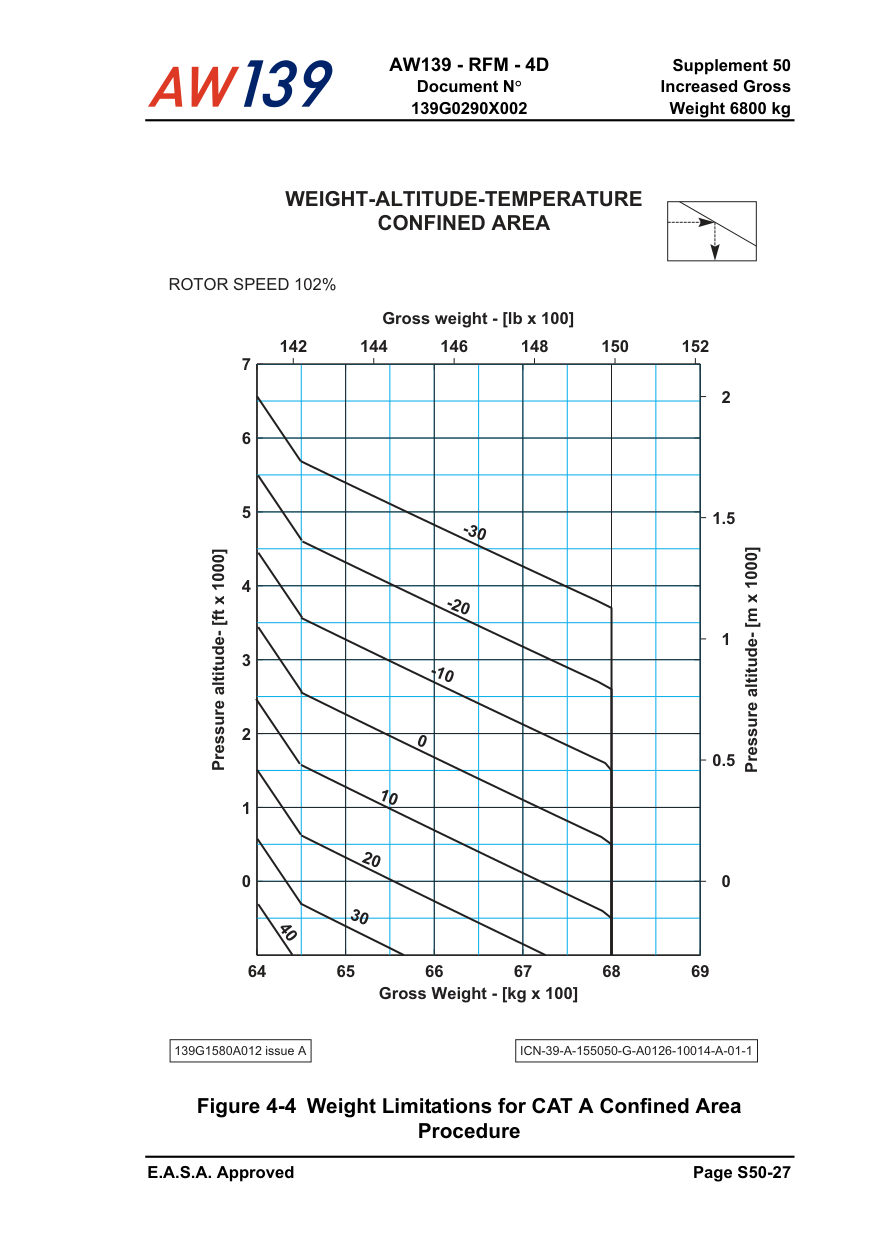 AW139
AW139 - RFM - 4D
Document N°
139G0290X002
Supplement 50
Increased Gross
Weight 6800 kg
WEIGHT-ALTITUDE-TEMPERATURE
CONFINED AREA
ROTOR SPEED 102%
Gross weight - [lb x 100]
142 144 146 148 150 152
7
6
5
4
3
2
1
0
Pressure altitude- [ft x 1000]
-30
-20
-10
0
10
20
30
40
2
1.5
1
0.5
0
Pressure altitude- [m x 1000]
64 65 66 67 68 69
Gross Weight - [kg x 100]
139G1580A012 issue A
ICN-39-A-155050-G-A0126-10014-A-01-1
Figure 4-4 Weight Limitations for CAT A Confined Area
Procedure
E.A.S.A. Approved
Page S50-27